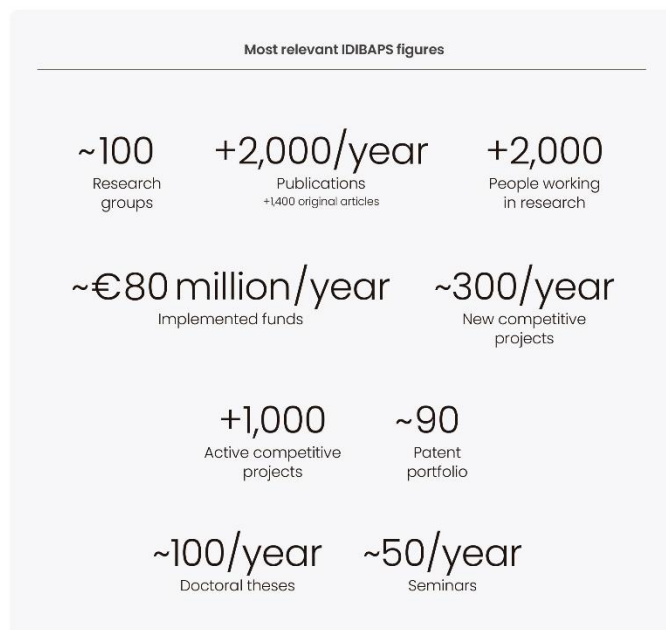 Most relevant IDIBAPS figures
~100
Research
groups
+2,000/year
Publications
+1,400 original articles
+2,000
People working
in research
~€80 million/year
Implemented funds
~300/year
New competitive
projects
+1,000
Active competitive
projects
~90
Patent
portfolio
~100/year
Doctoral theses
~50/year
Seminars